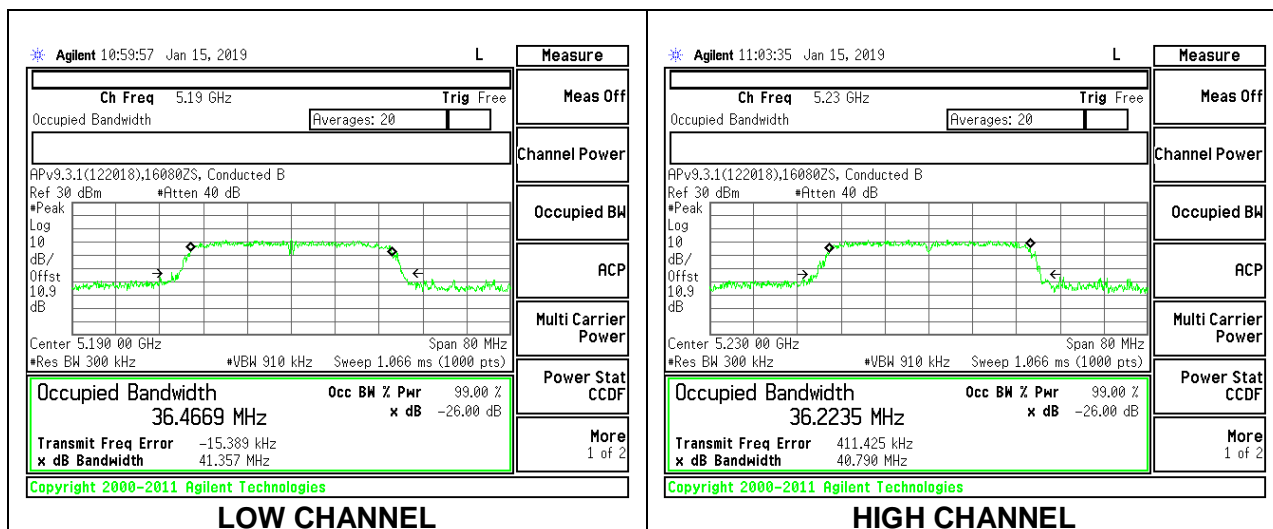 Agilent 10:59:57 Jan 15, 2019 L
Measure
Ch Freq 5.19 GHz Trig Free
Meas Off
Occupied Bandwidth Averages: 20
Channel Power
APv9.3.1(122018),16080ZS, Conducted B
Ref 30 dBm #Atten 40 dB
#Peak
Log
10
dB/
Offst
10.9
dB
Occupied BW
ACP
Multi Carrier
Power
Center 5.190 00 GHz Span 80 MHz
#Res BW 300 kHz #VBW 910 kHz Sweep 1.066 ms (1000 pts)
Power Stat
CCDF
Occupied Bandwidth Occ BW % Pwr 99.00 %
36.4669 MHz x dB -26.00 dB
Transmit Freq Error -15.389 kHz
x dB Bandwidth 41.357 MHz
More
1 of 2
Copyright 2000-2011 Agilent Technologies
LOW CHANNEL
Agilent 11:03:35 Jan 15, 2019 L
Measure
Ch Freq 5.23 GHz Trig Free
Meas Off
Occupied Bandwidth Averages: 20
Channel Power
APv9.3.1(122018),16080ZS, Conducted B
Ref 30 dBm #Atten 40 dB
#Peak
Log
10
dB/
Offst
10.9
dB
Occupied BW
ACP
Multi Carrier
Power
Center 5.230 00 GHz Span 80 MHz
#Res BW 300 kHz #VBW 910 kHz Sweep 1.066 ms (1000 pts)
Power Stat
CCDF
Occupied Bandwidth Occ BW % Pwr 99.00 %
36.2235 MHz x dB -26.00 dB
Transmit Freq Error 411.425 kHz
x dB Bandwidth 40.790 MHz
More
1 of 2
Copyright 2000-2011 Agilent Technologies
HIGH CHANNEL